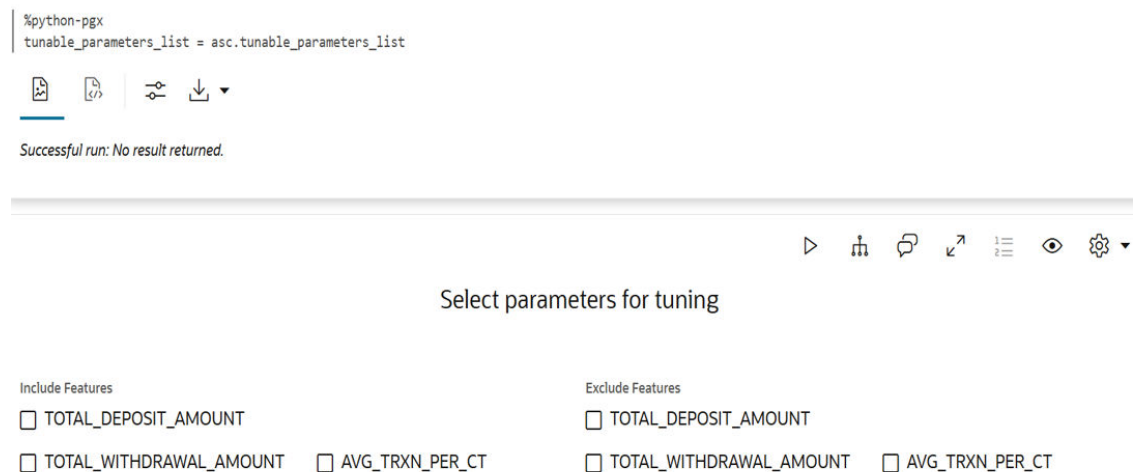 %python-pgx
tunable_parameters_list = asc.tunable_parameters_list
Successful run: No result returned.
Select parameters for tuning
Include Features
Exclude Features
TOTAL_DEPOSIT_AMOUNT
TOTAL_DEPOSIT_AMOUNT
TOTAL_WITHDRAWAL_AMOUNT AVG_TRXN_PER_CT
TOTAL_WITHDRAWAL_AMOUNT AVG_TRXN_PER_CT